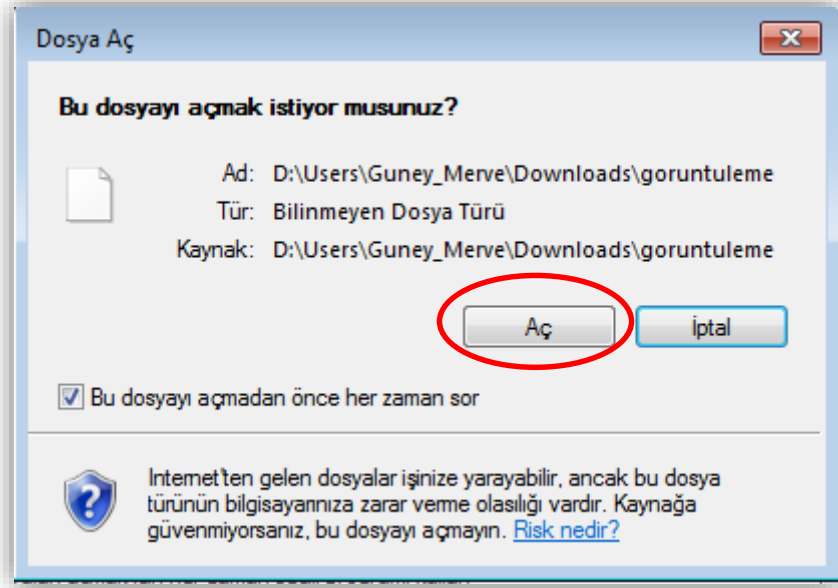 Dosya Aç
Bu dosyayı açmak istiyor musunuz?
Ad: D:\Users\Guney_Merve\Downloads\goruntuleme
Tür: Bilinmeyen Dosya Türü
Kaynak: D:\Users\Guney_Merve\Downloads\goruntuleme
Aç İptal
Bu dosyayı açmadan önce her zaman sor
Internet'ten gelen dosyalar işinize yarayabilir, ancak bu dosya
türünün bilgisayarınıza zarar verme olasılığı vardır. Kaynağa
güvenmiyorsanız, bu dosyayı açmayın. Risk nedir?